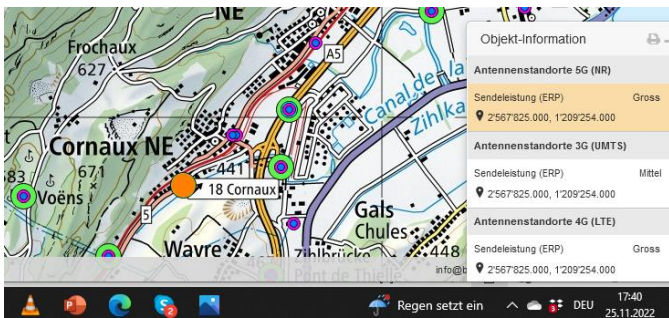 NE
Frochaux
627
A5
Canal de la
Zihlka
Cornaux NE
441
83
671
Voëns
18 Cornaux
5
Gals
Chules
Wavre
Zihlbrücke
448
Pont de Thielle
info@b
Objekt-Information
Antennenstandorte 5G (NR)
Sendeleistung (ERP) Gross
2'567'825.000, 1'209'254.000
Antennenstandorte 3G (UMTS)
Sendeleistung (ERP) Mittel
2'567'825.000, 1'209'254.000
Antennenstandorte 4G (LTE)
Sendeleistung (ERP) Gross
2'567'825.000, 1'209'254.000
Regen setzt ein
DEU
17:40
25.11.2022